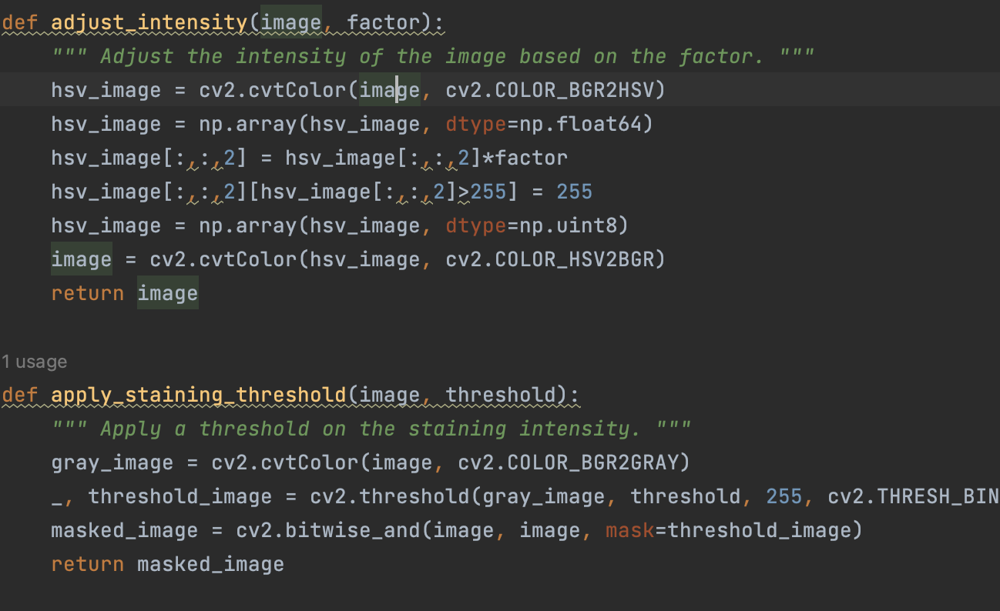 def adjust_intensity(image, factor):
    """ Adjust the intensity of the image based on the factor. """
    hsv_image = cv2.cvtColor(image, cv2.COLOR_BGR2HSV)
    hsv_image = np.array(hsv_image, dtype=np.float64)
    hsv_image[:,:,2] = hsv_image[:,:,2]*factor
    hsv_image[:,:,2][hsv_image[:,:,2]>255] = 255
    hsv_image = np.array(hsv_image, dtype=np.uint8)
    image = cv2.cvtColor(hsv_image, cv2.COLOR_HSV2BGR)
    return image
1 usage
def apply_staining_threshold(image, threshold):
    """ Apply a threshold on the staining intensity. """
    gray_image = cv2.cvtColor(image, cv2.COLOR_BGR2GRAY)
    _, threshold_image = cv2.threshold(gray_image, threshold, 255, cv2.THRESH_BIN
    masked_image = cv2.bitwise_and(image, image, mask=threshold_image)
    return masked_image